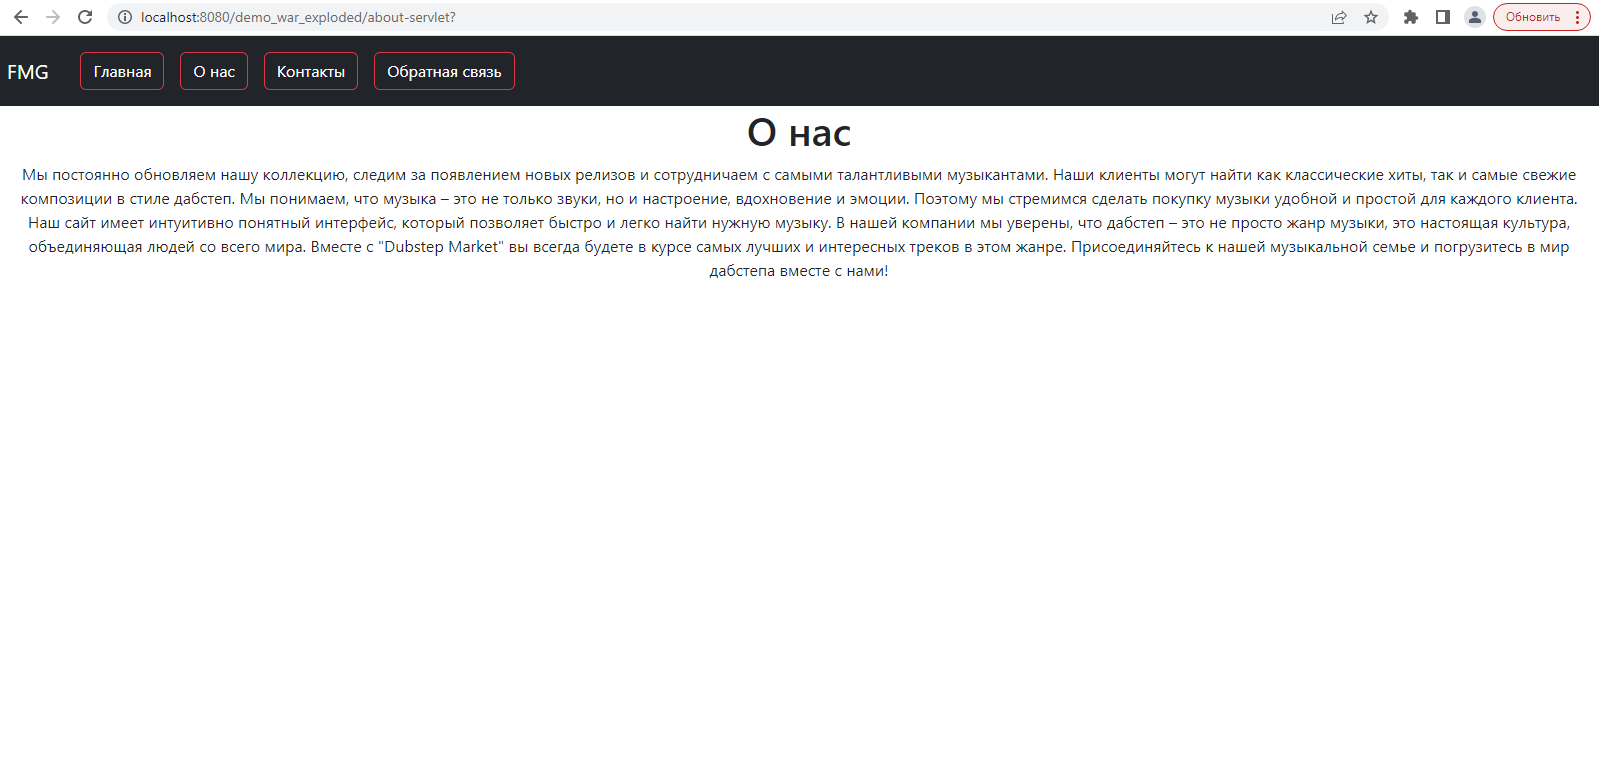 localhost:8080/demo_war_exploded/about-servlet?
Обновить
FMG
Главная
О нас
Контакты
Обратная связь
О нас
Мы постоянно обновляем нашу коллекцию, следим за появлением новых релизов и сотрудничаем с самыми талантливыми музыкантами. Наши клиенты могут найти как классические хиты, так и самые свежие
композиции в стиле дабстеп. Мы понимаем, что музыка – это не только звуки, но и настроение, вдохновение и эмоции. Поэтому мы стремимся сделать покупку музыки удобной и простой для каждого клиента.
Наш сайт имеет интуитивно понятный интерфейс, который позволяет быстро и легко найти нужную музыку. В нашей компании мы уверены, что дабстеп – это не просто жанр музыки, это настоящая культура,
объединяющая людей со всего мира. Вместе с "Dubstep Market" вы всегда будете в курсе самых лучших и интересных треков в этом жанре. Присоединяйтесь к нашей музыкальной семье и погрузитесь в мир
дабстепа вместе с нами!